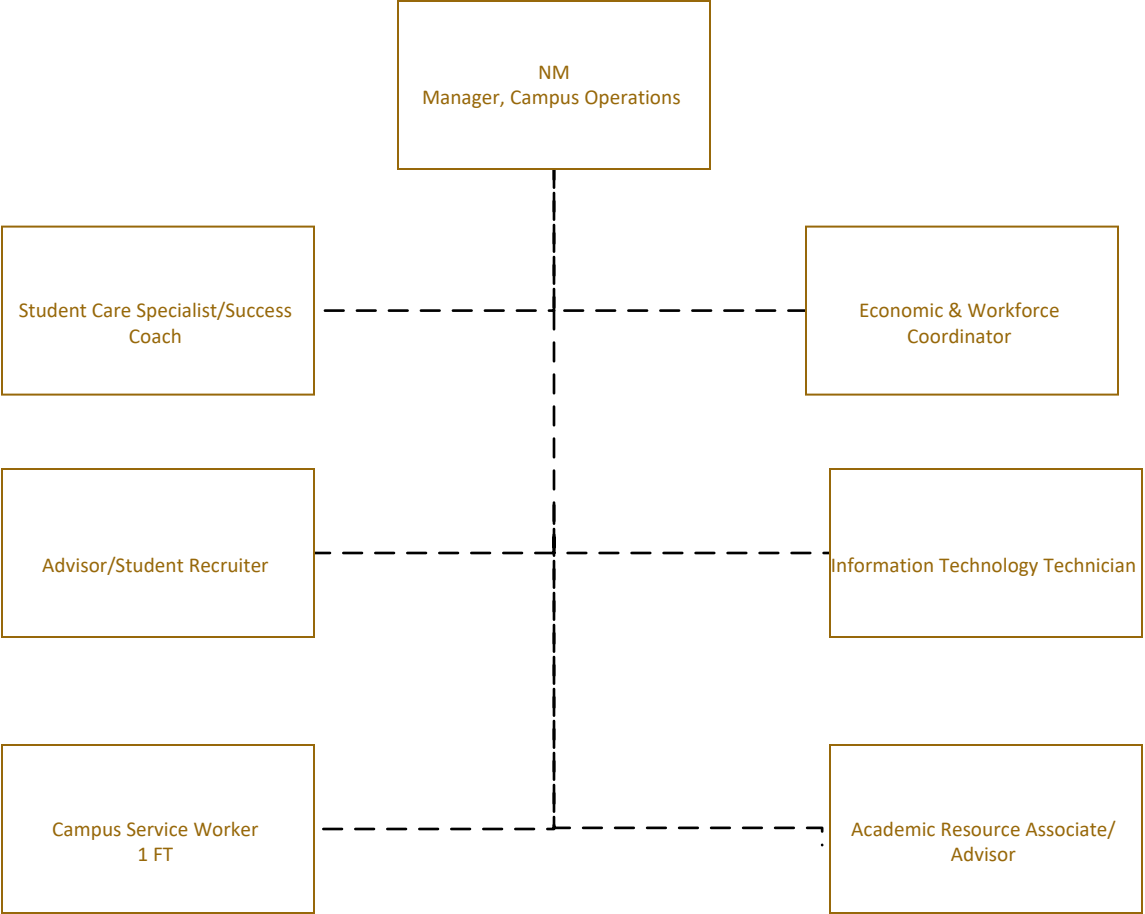 NM
Manager, Campus Operations
Student Care Specialist/Success
Coach
Economic & Workforce
Coordinator
Advisor/Student Recruiter
Information Technology Technician
Campus Service Worker
1 FT
Academic Resource Associate/
Advisor